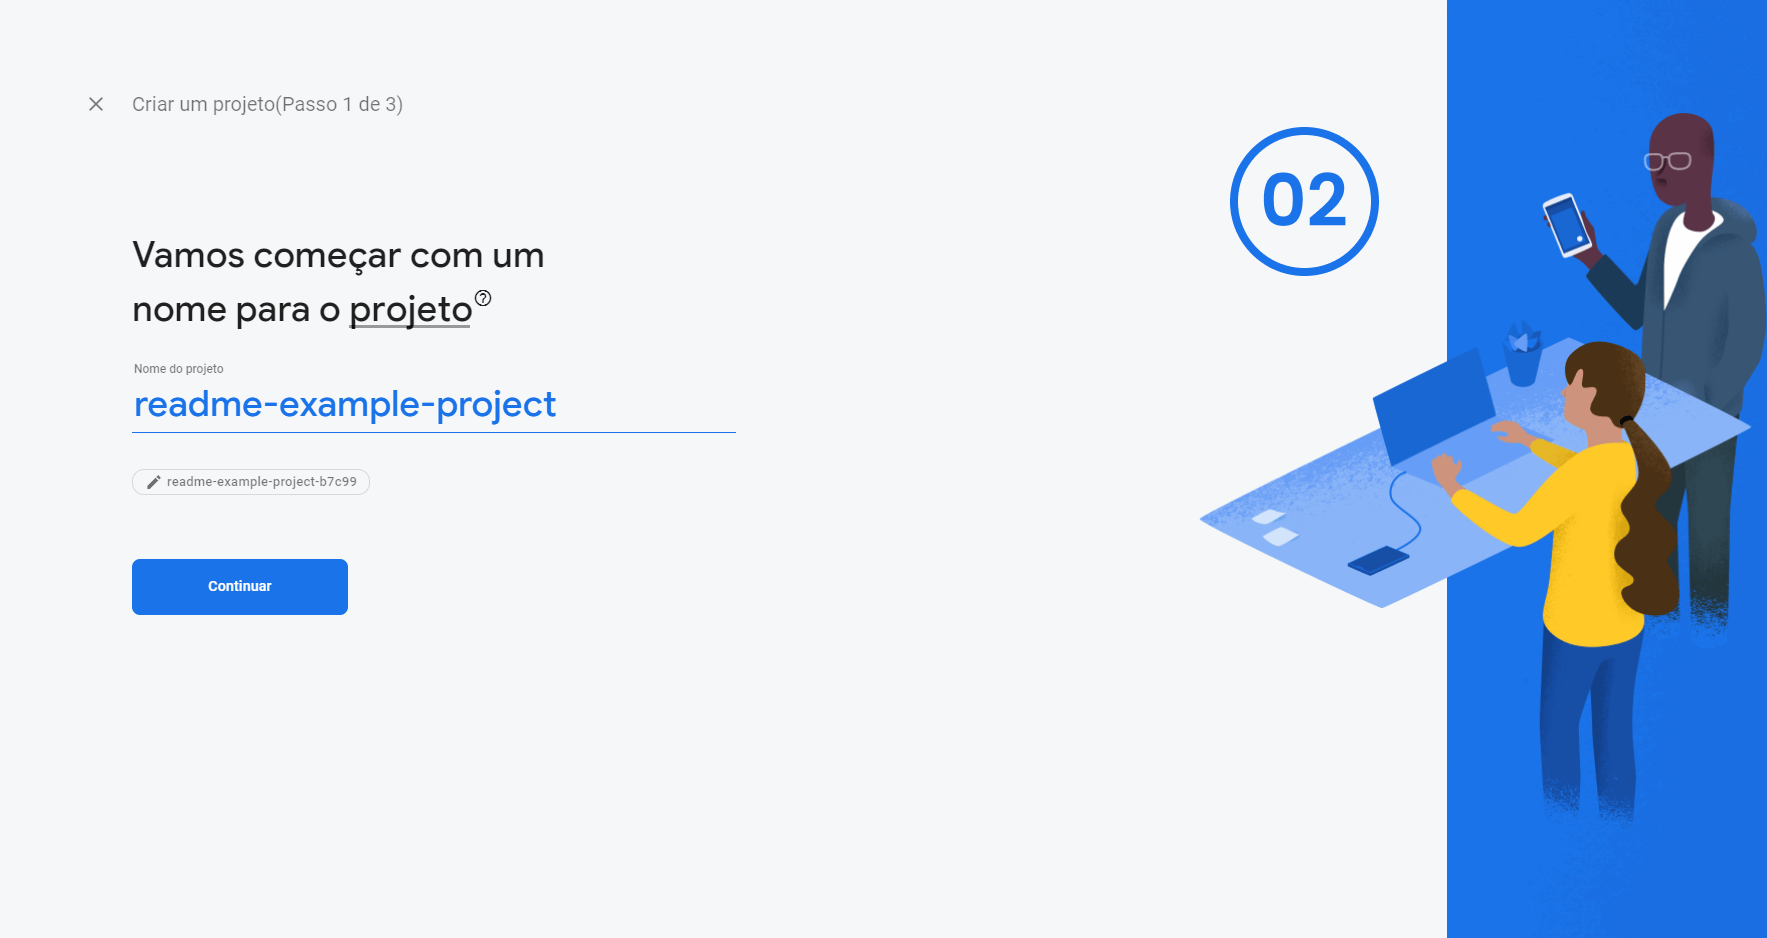 Criar um projeto(Passo 1 de 3)
02
Vamos começar com um
nome para o projeto
Nome do projeto
readme-example-project
readme-example-project-b7c99
Continuar